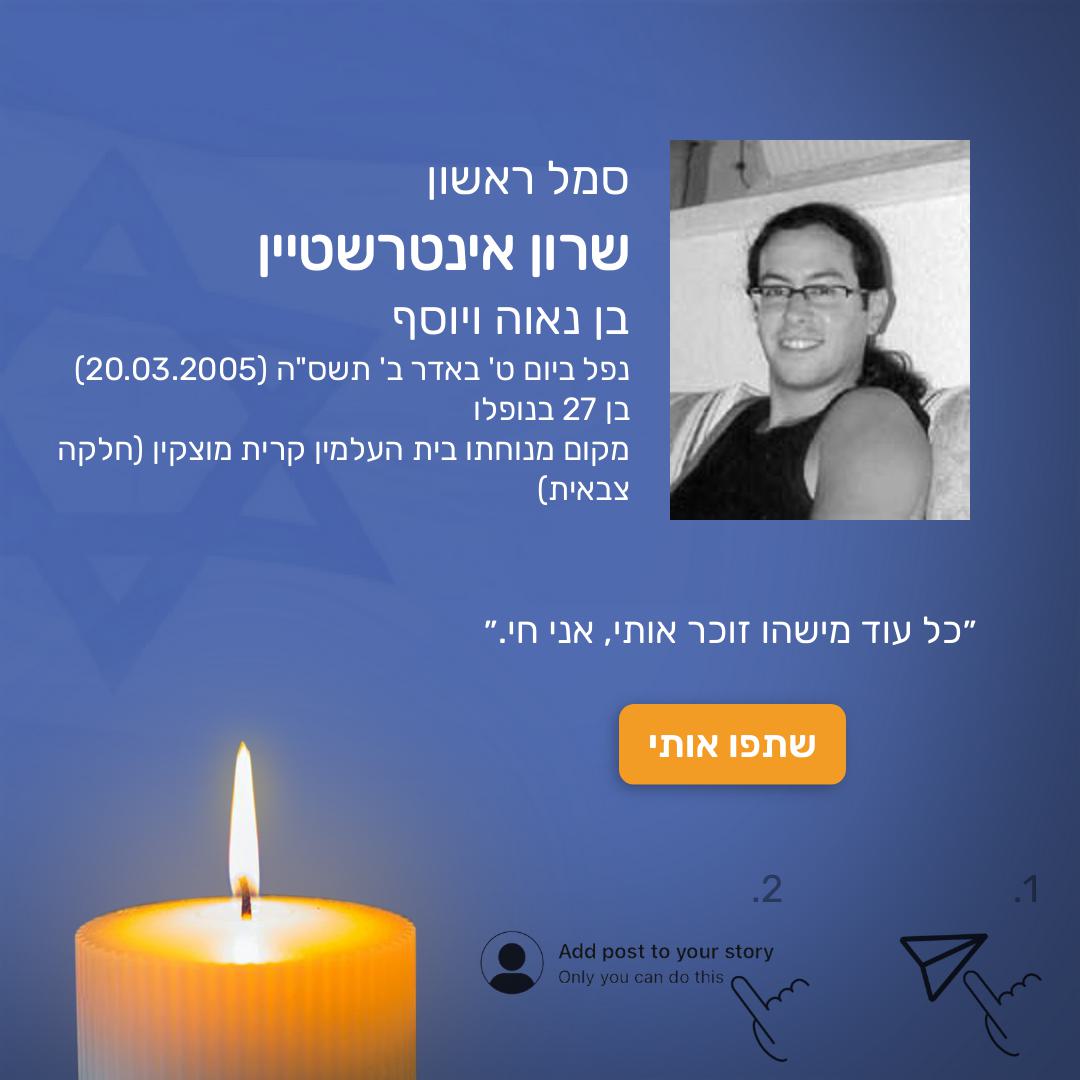 סמל ראשון
שרון אינטרשטיין
בן נאוה ויוסף
נפל ביום ט' באדר ב' תשס"ה (20.03.2005)
בן 27 בנופלו
מקום מנוחתו בית העלמין קרית מוצקין (חלקה
צבאית)
״כל עוד מישהו זוכר אותי, אני חי.״
שתפו אותי
1.
2.
Add post to your story
Only you can do this